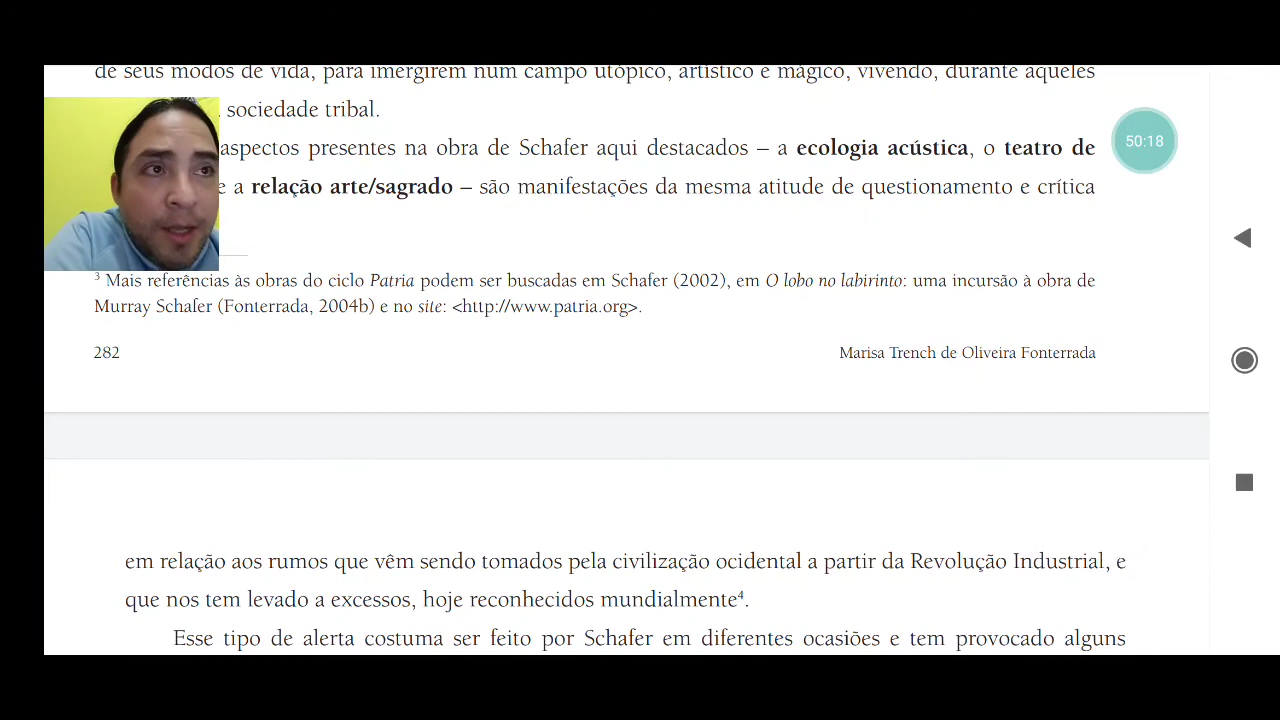 de seus modos de vida, para imergirem num campo utópico, artístico e mágico, vivendo, durante aqueles
sociedade tribal.
aspectos presentes na obra de Schafer aqui destacados – a ecologia acústica, o teatro de
e a relação arte/sagrado – são manifestações da mesma atitude de questionamento e crítica
50:18
³ Mais referências às obras do ciclo Patria podem ser buscadas em Schafer (2002), em O lobo no labirinto: uma incursão à obra de
Murray Schafer (Fonterrada, 2004b) e no site: <http://www.patria.org>.
282
Marisa Trench de Oliveira Fonterrada
em relação aos rumos que vêm sendo tomados pela civilização ocidental a partir da Revolução Industrial, e
que nos tem levado a excessos, hoje reconhecidos mundialmente⁴.
Esse tipo de alerta costuma ser feito por Schafer em diferentes ocasiões e tem provocado alguns